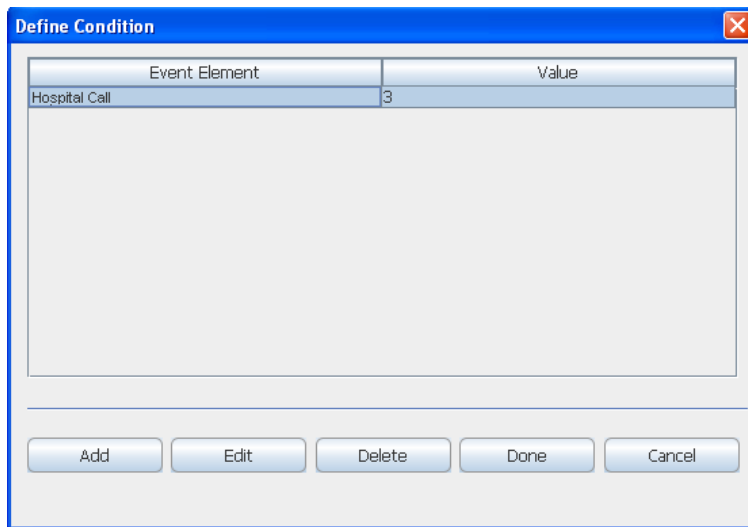 Define Condition
Event Element Value
Hospital Call 3
Add Edit Delete Done Cancel